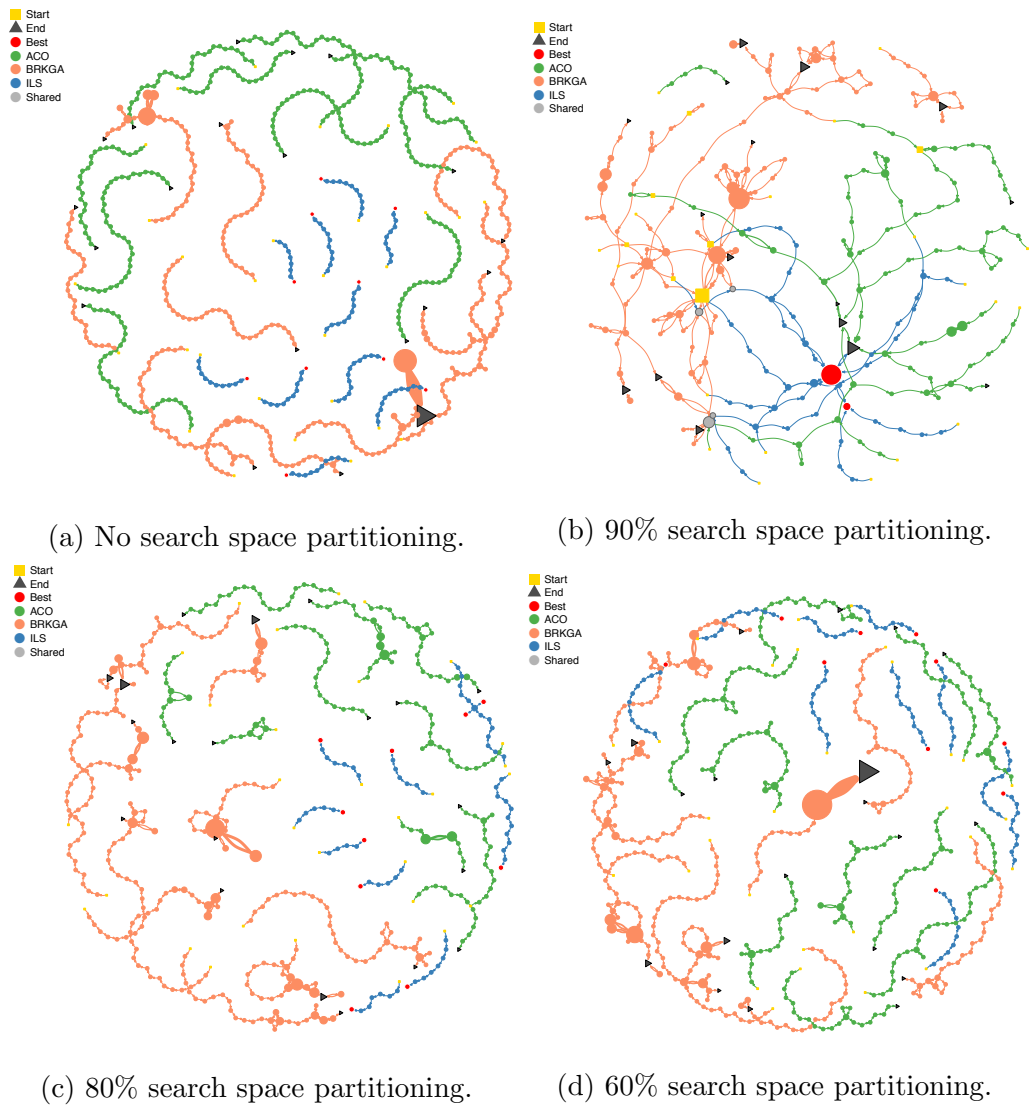 Start
End
Best
ACO
BRKGA
ILS
Shared
(a) No search space partitioning.
Start
End
Best
ACO
BRKGA
ILS
Shared
(b) 90% search space partitioning.
Start
End
Best
ACO
BRKGA
ILS
Shared
(c) 80% search space partitioning.
Start
End
Best
ACO
BRKGA
ILS
Shared
(d) 60% search space partitioning.